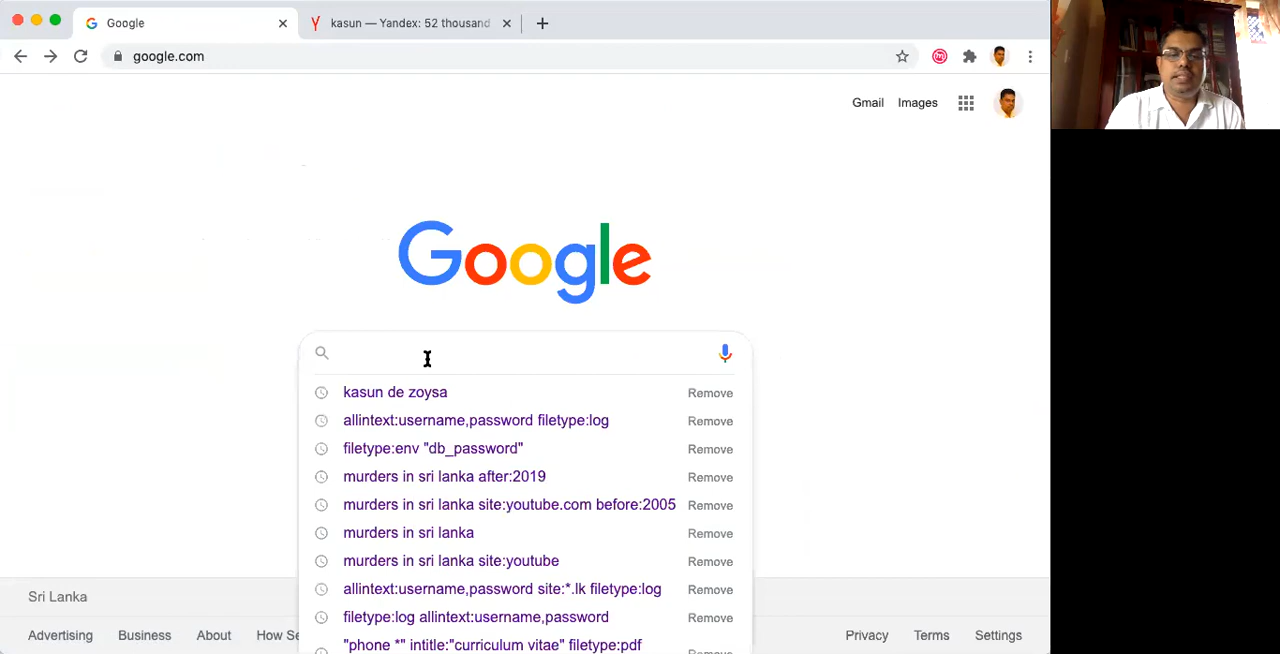 Google
kasun — Yandex: 52 thousand
google.com
Gmail Images
Google
kasun de zoysa Remove
allintext:username,password filetype:log Remove
filetype:env "db_password" Remove
murders in sri lanka after:2019 Remove
murders in sri lanka site:youtube.com before:2005 Remove
murders in sri lanka Remove
murders in sri lanka site:youtube Remove
allintext:username,password site:*.lk filetype:log Remove
filetype:log allintext:username,password Remove
"phone *" intitle:"curriculum vitae" filetype:pdf Remove
Sri Lanka
Advertising Business About How Se Privacy Terms Settings